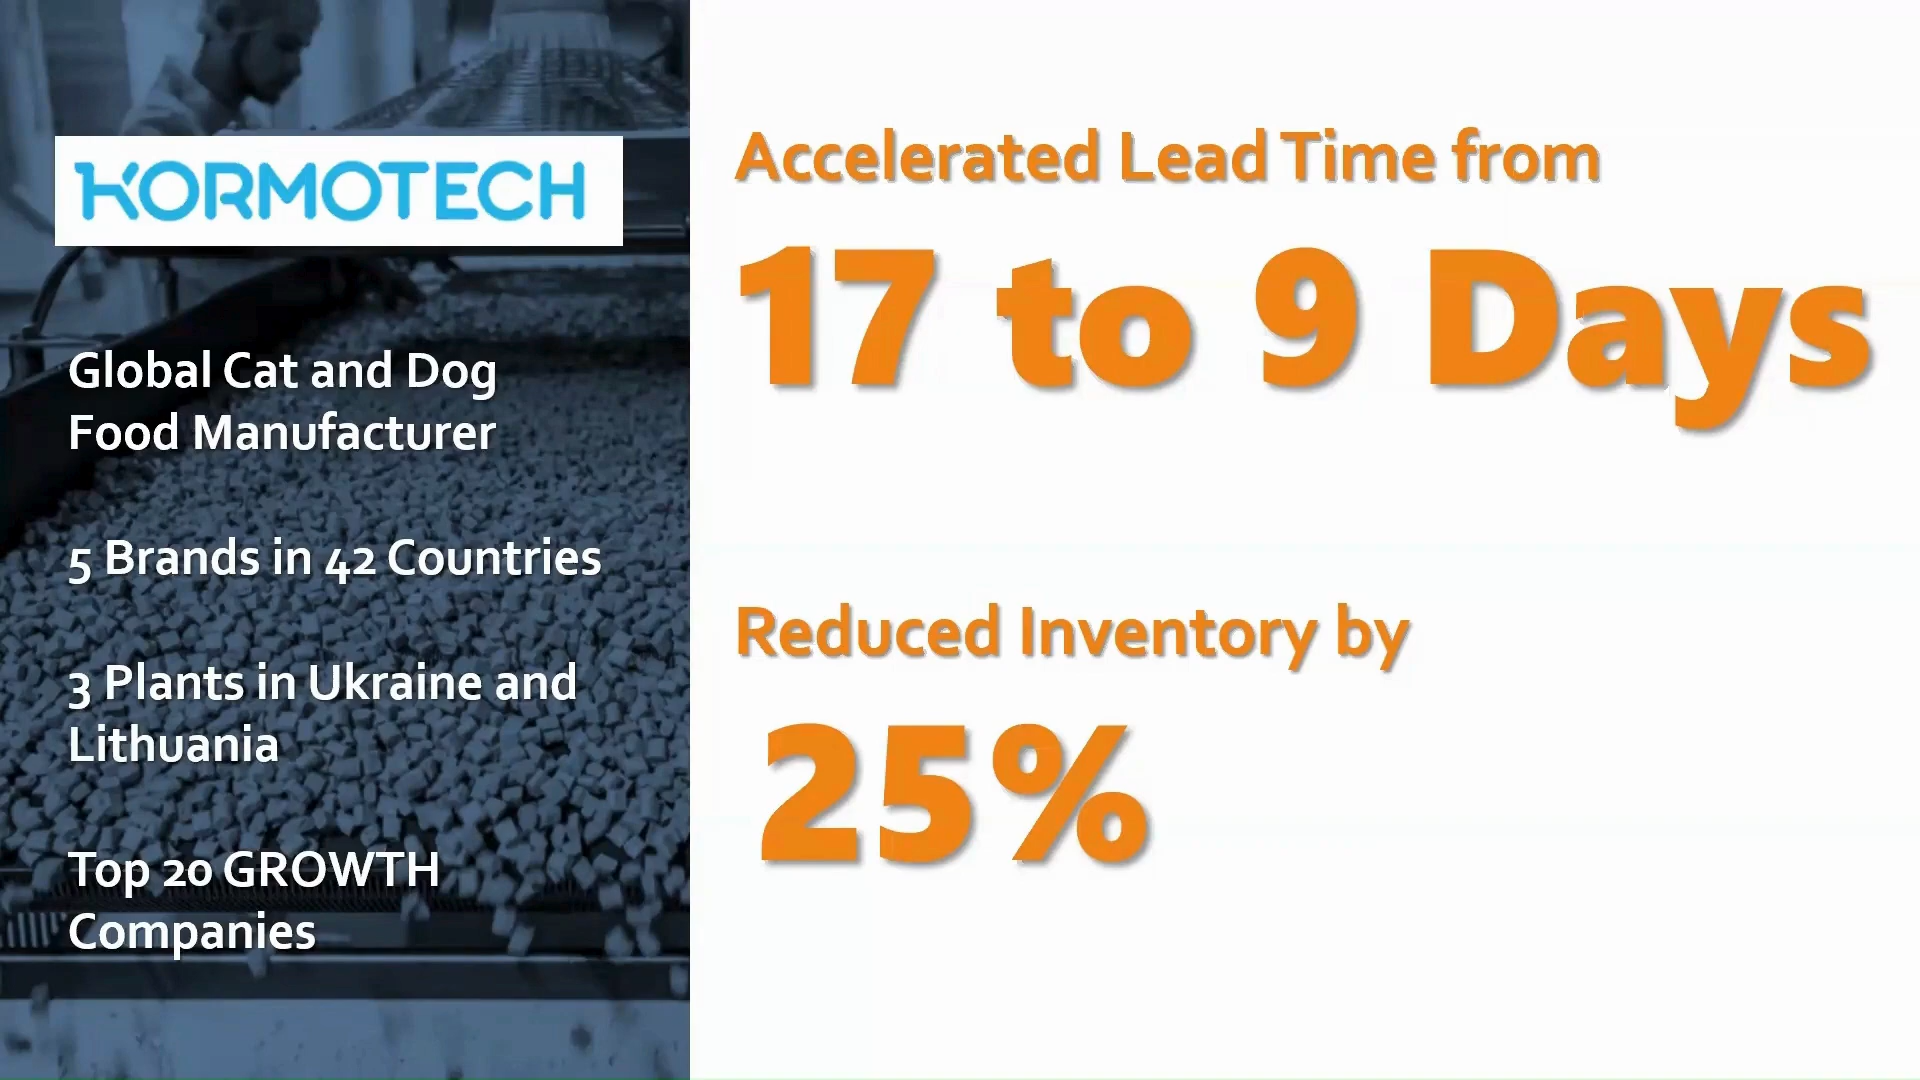 KORMOTECH
Global Cat and Dog
Food Manufacturer
5 Brands in 42 Countries
3 Plants in Ukraine and
Lithuania
Top 20 GROWTH
Companies
Accelerated Lead Time from
17 to 9 Days
Reduced Inventory by
25%